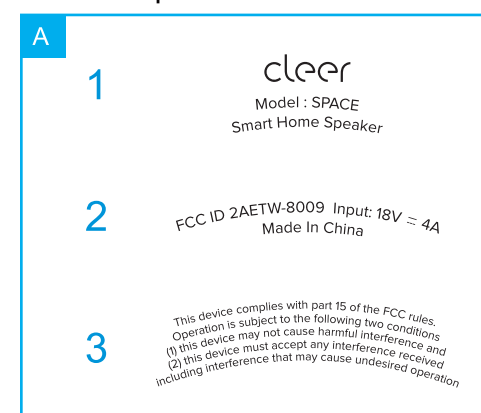 A
1
cleer
Model : SPACE
Smart Home Speaker
2
FCC ID 2AETW-8009 Input: 18V ⎓ 4A
Made In China
3
This device complies with part 15 of the FCC rules.
Operation is subject to the following two conditions
(1) this device may not cause harmful interference and
(2) this device must accept any interference received
including interference that may cause undesired operation